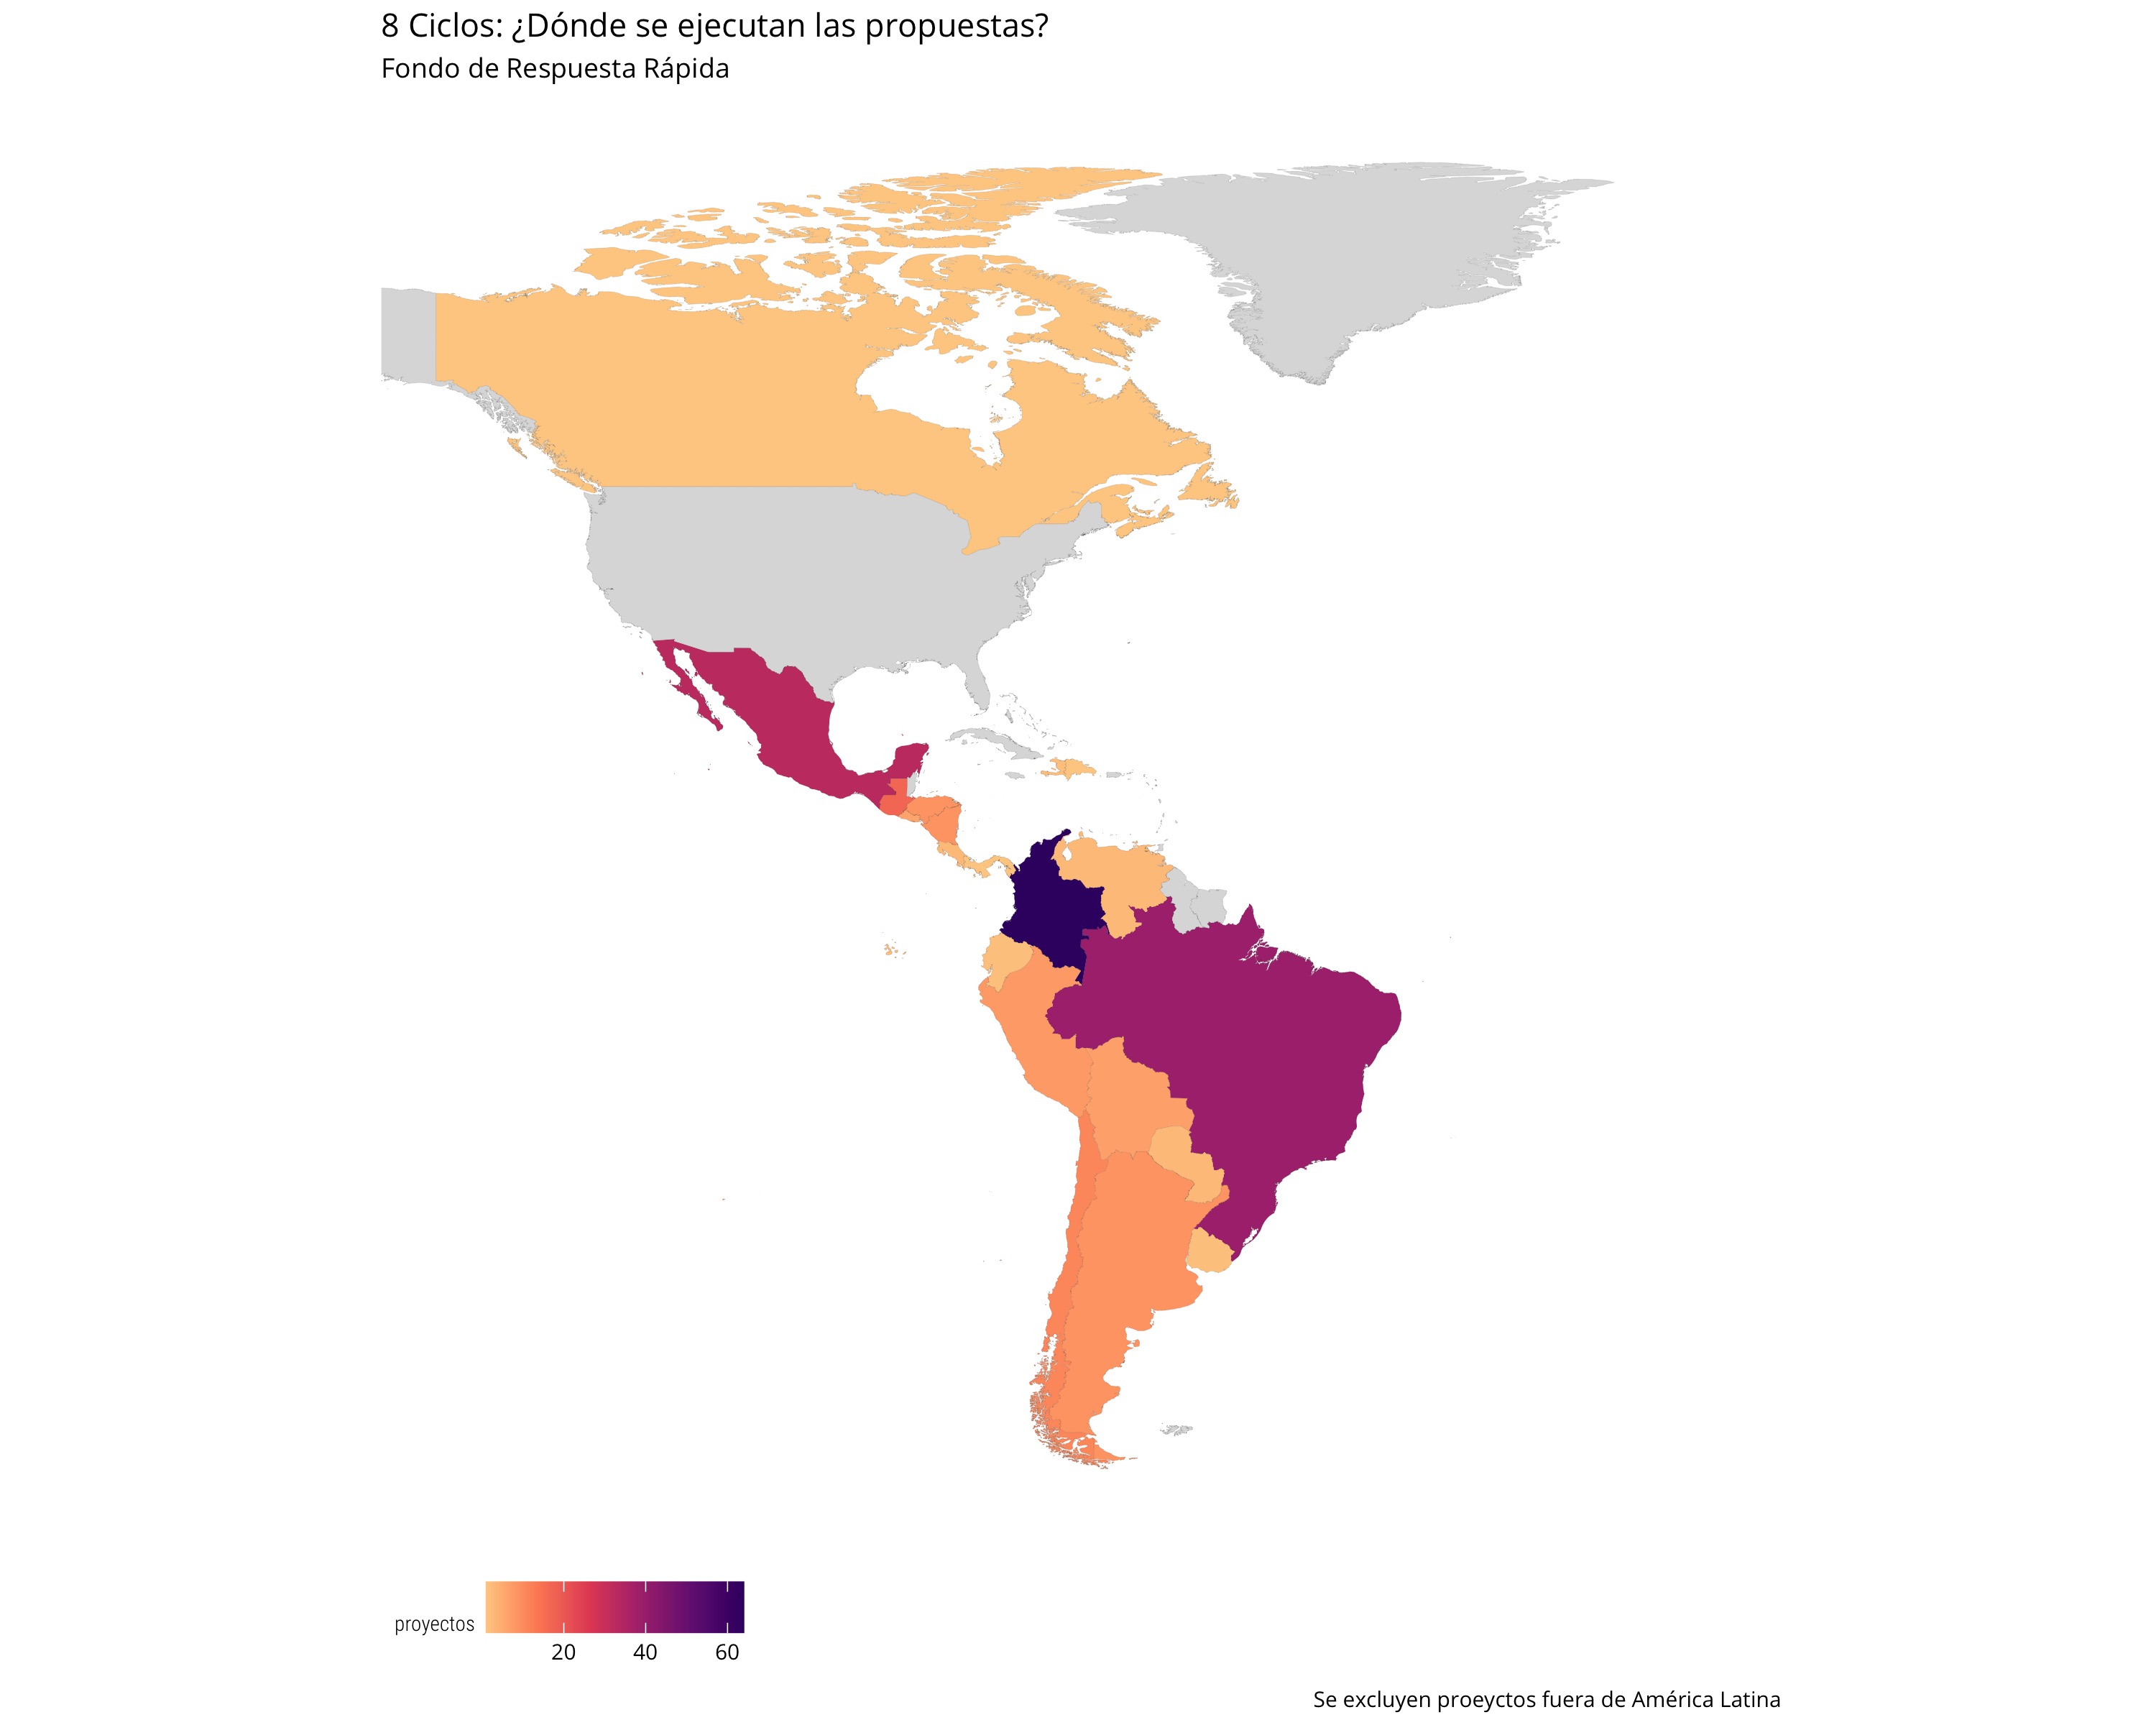 8 Ciclos: ¿Dónde se ejecutan las propuestas?
Fondo de Respuesta Rápida
proyectos
20 40 60
Se excluyen proeyctos fuera de América Latina